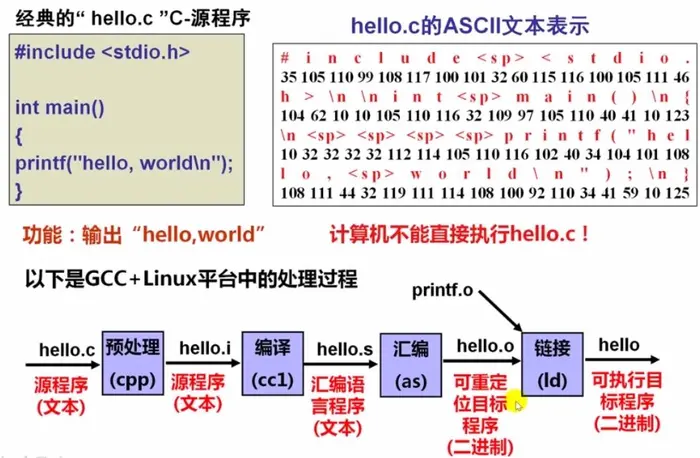 经典的“ hello.c ”C-源程序
#include <stdio.h>
int main()
{
printf("hello, world\n");
}
hello.c的ASCII文本表示
# i n c l u d e <sp> < s t d i o .
35 105 110 99 108 117 100 101 32 60 115 116 100 105 111 46
h > \n \n i n t <sp> m a i n ( ) \n {
104 62 10 10 105 110 116 32 109 97 105 110 40 41 10 123
\n <sp> <sp> <sp> <sp> p r i n t f ( " h e l
10 32 32 32 32 112 114 105 110 116 102 40 34 104 101 108
l o , <sp> w o r l d \ n " ) ; \n }
108 111 44 32 119 111 114 108 100 92 110 34 41 59 10 125
功能：输出“hello,world”
计算机不能直接执行hello.c！
以下是GCC+Linux平台中的处理过程
printf.o
hello.c
源程序
(文本)
预处理
(cpp)
hello.i
源程序
(文本)
编译
(cc1)
hello.s
汇编语
言程序
(文本)
汇编
(as)
hello.o
可重定
位目标
程序
(二进制)
链接
(ld)
hello
可执行目
标程序
(二进制)